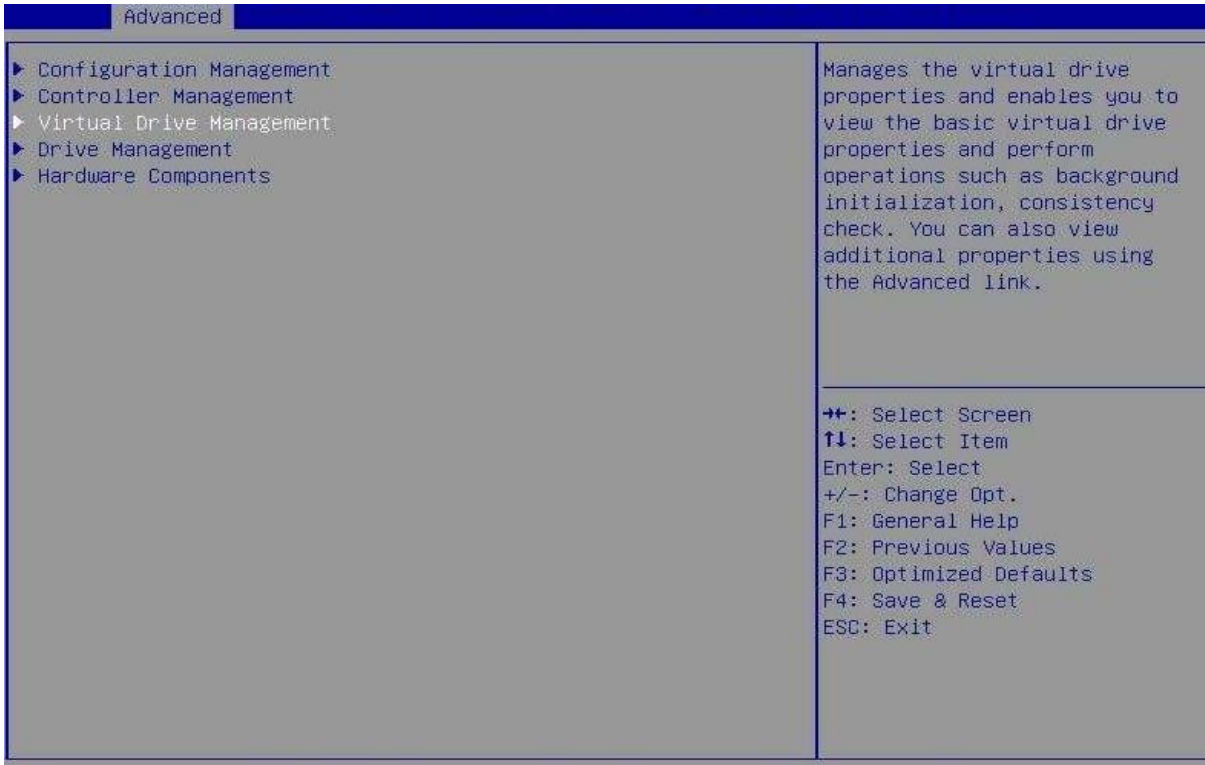 Advanced
Configuration Management
Controller Management
Virtual Drive Management
Drive Management
Hardware Components
Manages the virtual drive
properties and enables you to
view the basic virtual drive
properties and perform
operations such as background
initialization, consistency
check. You can also view
additional properties using
the Advanced link.
→←: Select Screen
↑↓: Select Item
Enter: Select
+/-: Change Opt.
F1: General Help
F2: Previous Values
F3: Optimized Defaults
F4: Save & Reset
ESC: Exit